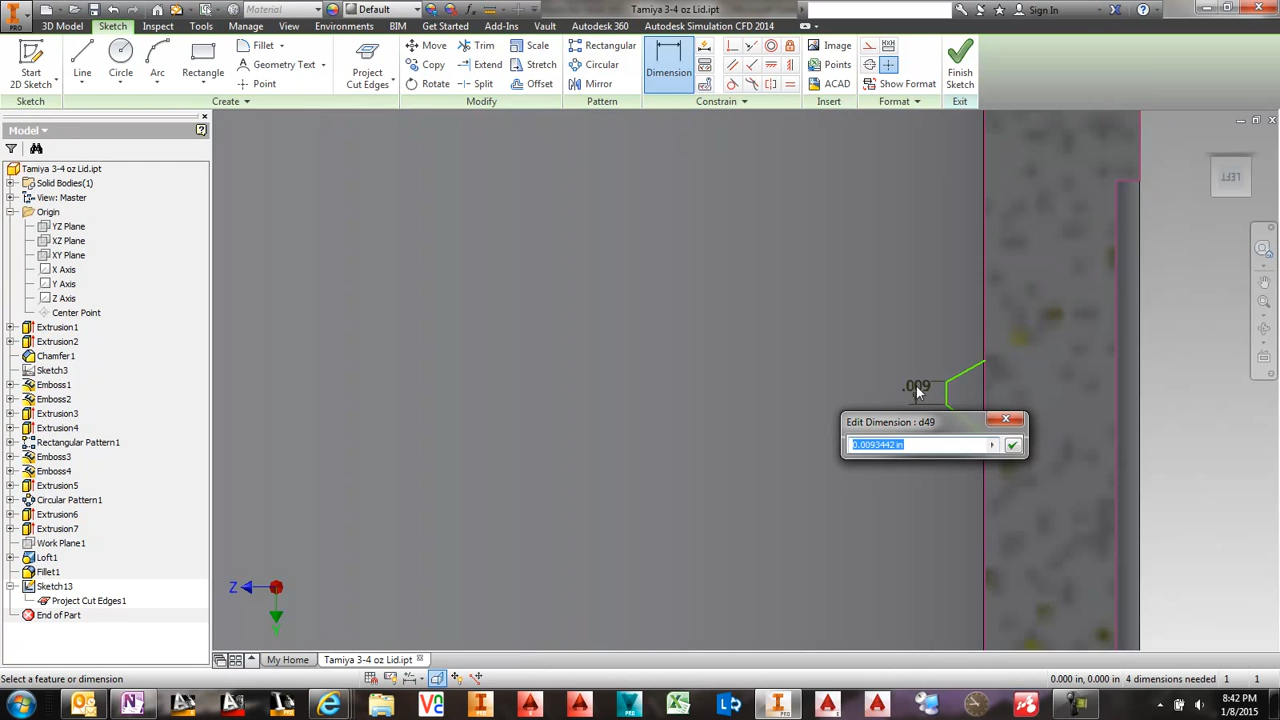 PRO
Material
Default
Tamiya 3-4 oz Lid.ipt
Sign In
3D Model Sketch Inspect Tools Manage View Environments BIM Get Started Add-Ins Vault Autodesk 360 Autodesk Simulation CFD 2014
Start 2D Sketch
Line
Circle
Arc
Rectangle
Fillet
Geometry Text
Point
Project Cut Edges
Move
Copy
Rotate
Trim
Extend
Split
Scale
Stretch
Offset
Rectangular
Circular
Mirror
Dimension
Image
Points
ACAD
Show Format
Finish Sketch
Sketch Create Modify Pattern Constrain Insert Format Exit
Model
Tamiya 3-4 oz Lid.ipt
Solid Bodies(1)
View: Master
Origin
YZ Plane
XZ Plane
XY Plane
X Axis
Y Axis
Z Axis
Center Point
Extrusion1
Extrusion2
Chamfer1
Sketch3
Emboss1
Emboss2
Extrusion3
Extrusion4
Rectangular Pattern1
Emboss3
Emboss4
Extrusion5
Circular Pattern1
Extrusion6
Extrusion7
Work Plane1
Loft1
Fillet1
Sketch13
Project Cut Edges1
End of Part
LEFT
.009
Edit Dimension : d49
0.0093442 in
Z
Y
My Home
Tamiya 3-4 oz Lid.ipt
Select a feature or dimension
0.000 in, 0.000 in 4 dimensions needed 1 1
8:42 PM
1/8/2015